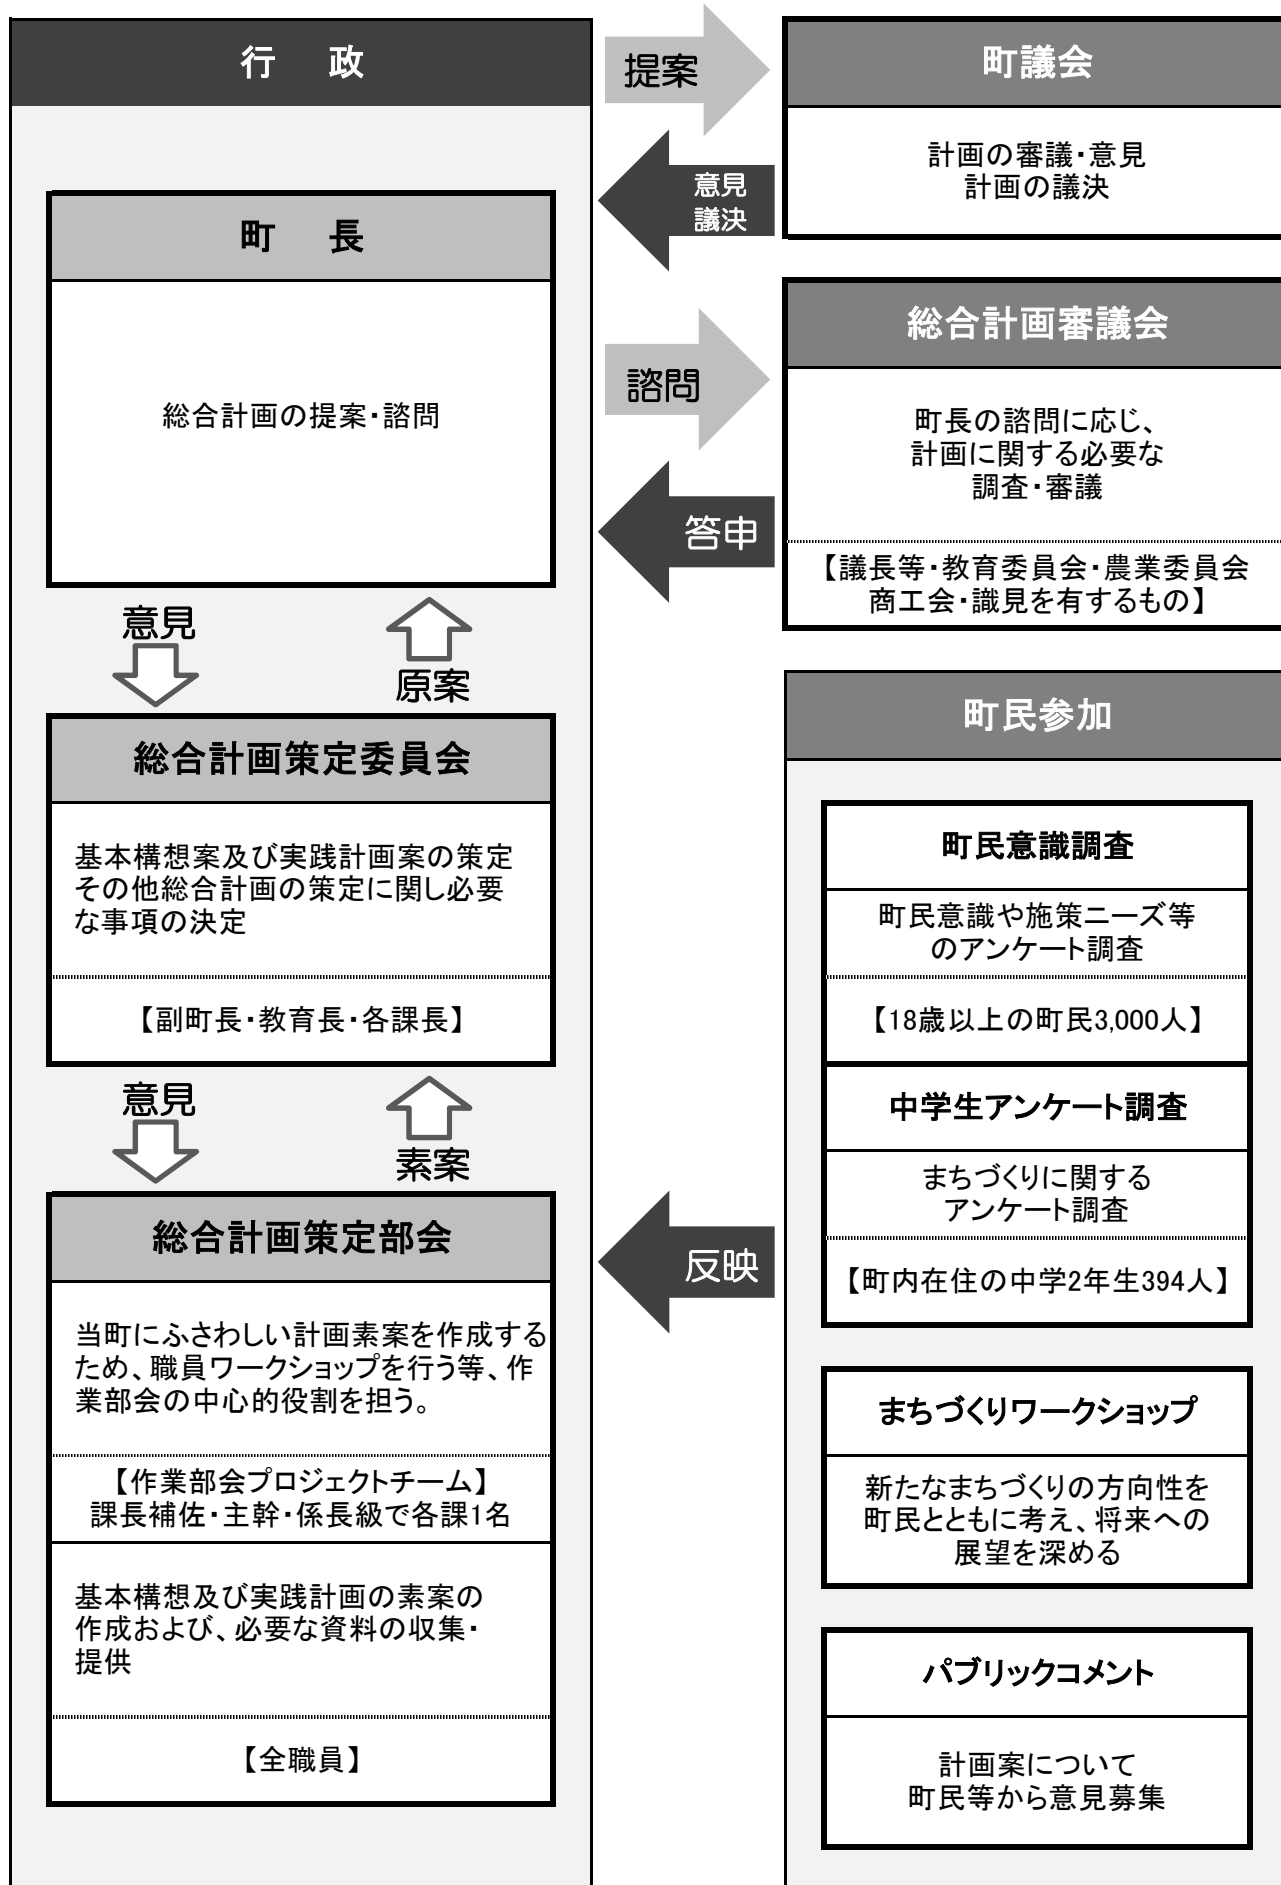 行　政
町　長
総合計画の提案・諮問
意見
原案
総合計画策定委員会
基本構想案及び実践計画案の策定
その他総合計画の策定に関し必要
な事項の決定
【副町長・教育長・各課長】
意見
素案
総合計画策定部会
当町にふさわしい計画素案を作成する
ため、職員ワークショップを行う等、作
業部会の中心的役割を担う。
【作業部会プロジェクトチーム】
課長補佐・主幹・係長級で各課1名
基本構想及び実践計画の素案の
作成および、必要な資料の収集・
提供
【全職員】
提案
意見
議決
諮問
答申
反映
町議会
計画の審議・意見
計画の議決
総合計画審議会
町長の諮問に応じ、
計画に関する必要な
調査・審議
【議長等・教育委員会・農業委員会
商工会・識見を有するもの】
町民参加
町民意識調査
町民意識や施策ニーズ等
のアンケート調査
【18歳以上の町民3,000人】
中学生アンケート調査
まちづくりに関する
アンケート調査
【町内在住の中学2年生394人】
まちづくりワークショップ
新たなまちづくりの方向性を
町民とともに考え、将来への
展望を深める
パブリックコメント
計画案について
町民等から意見募集